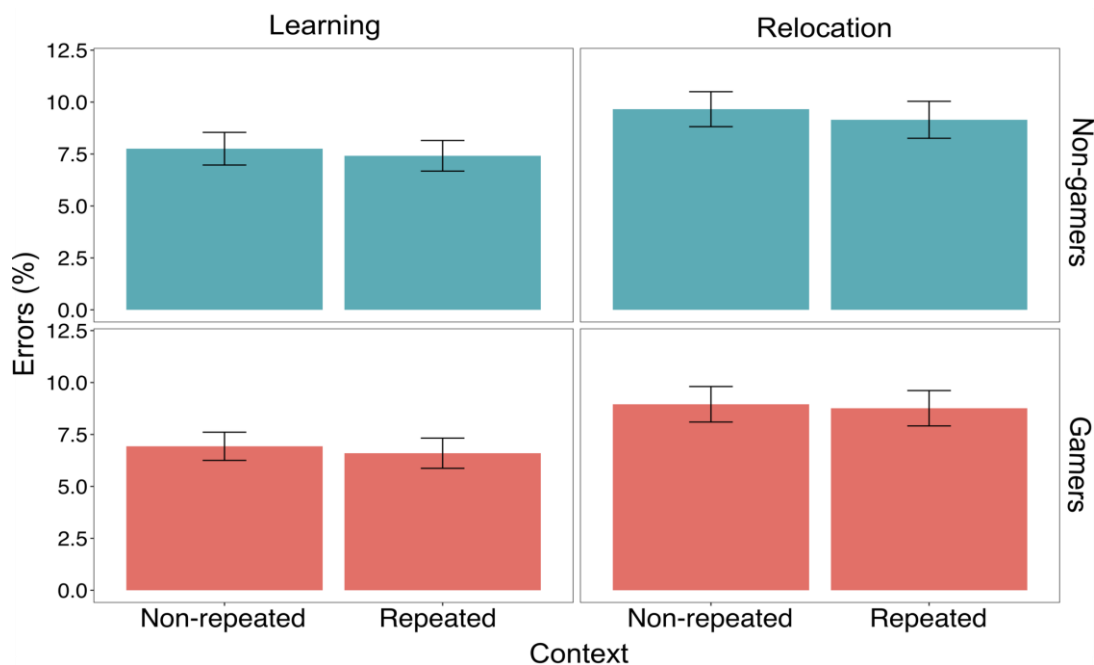 Learning
Relocation
12.5
10.0
7.5
5.0
2.5
0.0
Non-gamers
Errors (%)
12.5
10.0
7.5
5.0
2.5
0.0
Gamers
Non-repeated
Repeated
Non-repeated
Repeated
Context